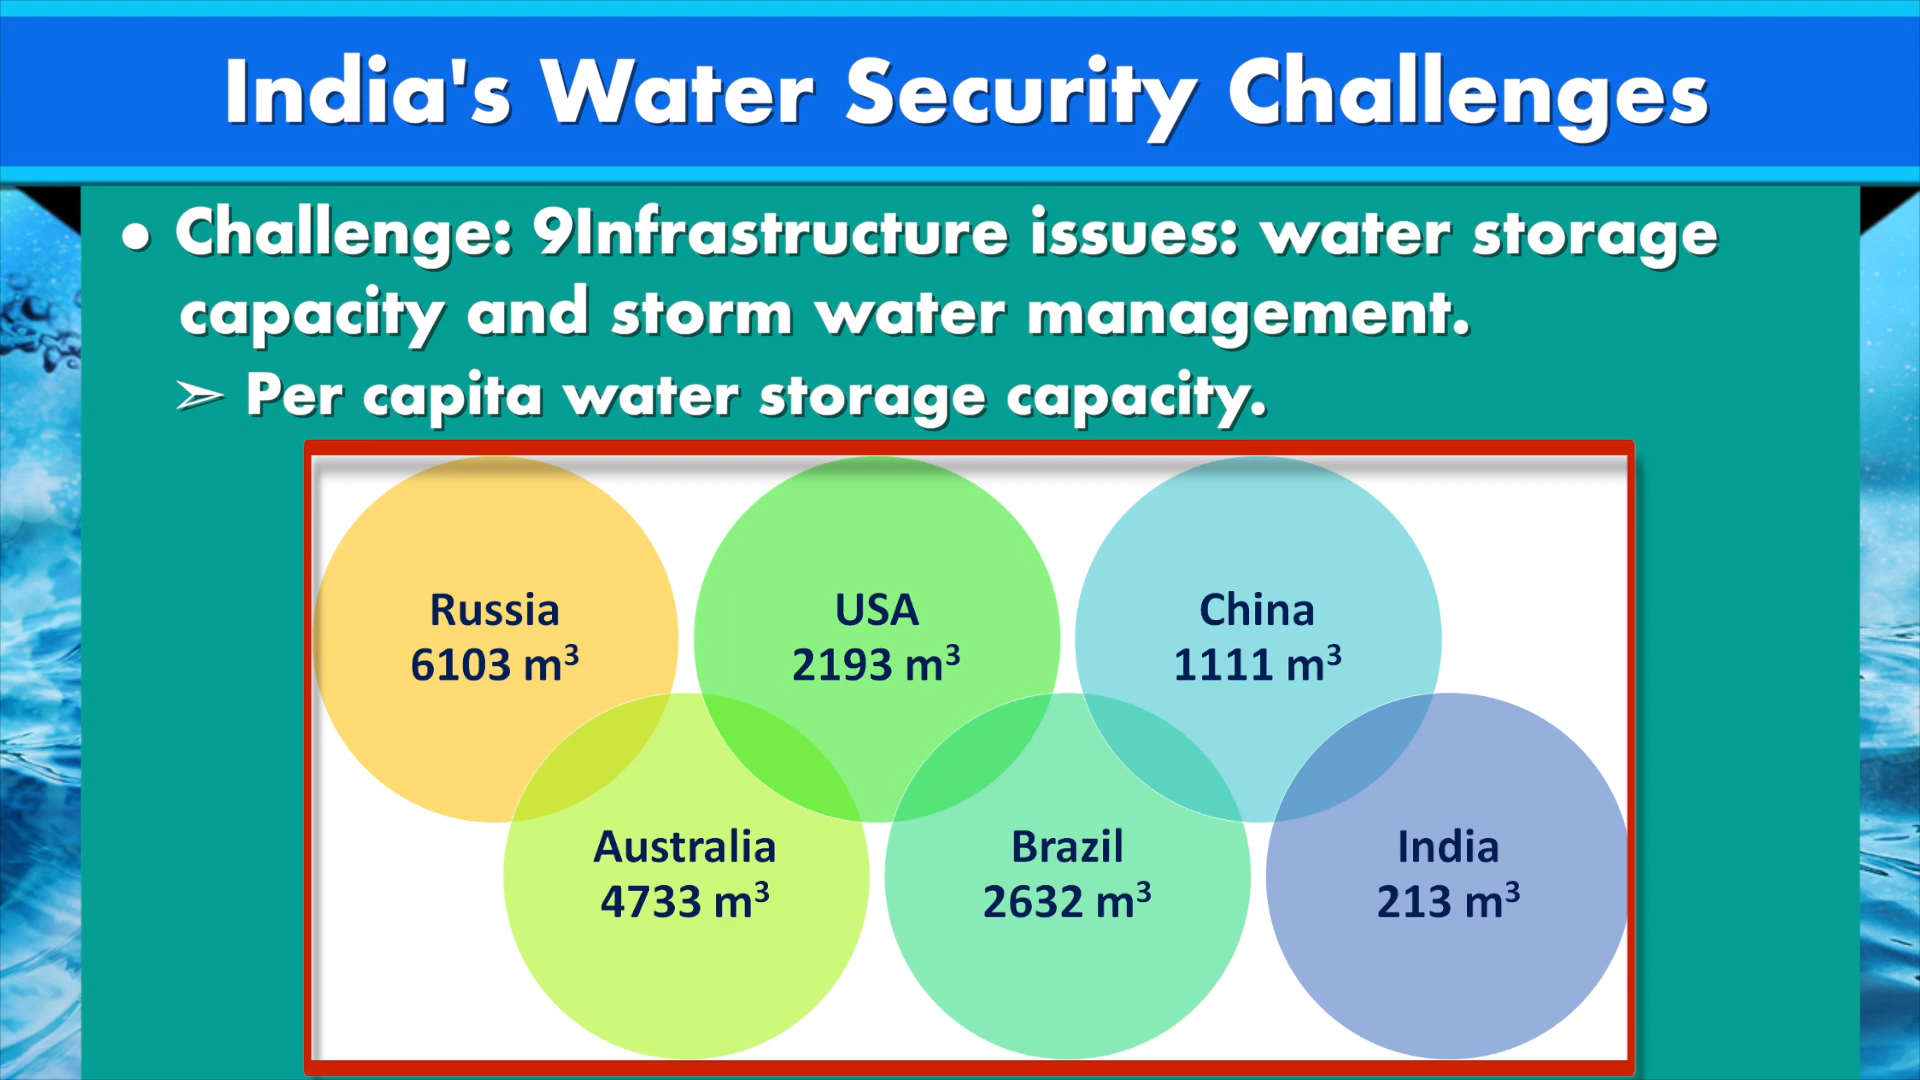 India's Water Security Challenges
● Challenge: 9Infrastructure issues: water storage
capacity and storm water management.
➢ Per capita water storage capacity.
Russia
6103 m³
USA
2193 m³
China
1111 m³
Australia
4733 m³
Brazil
2632 m³
India
213 m³